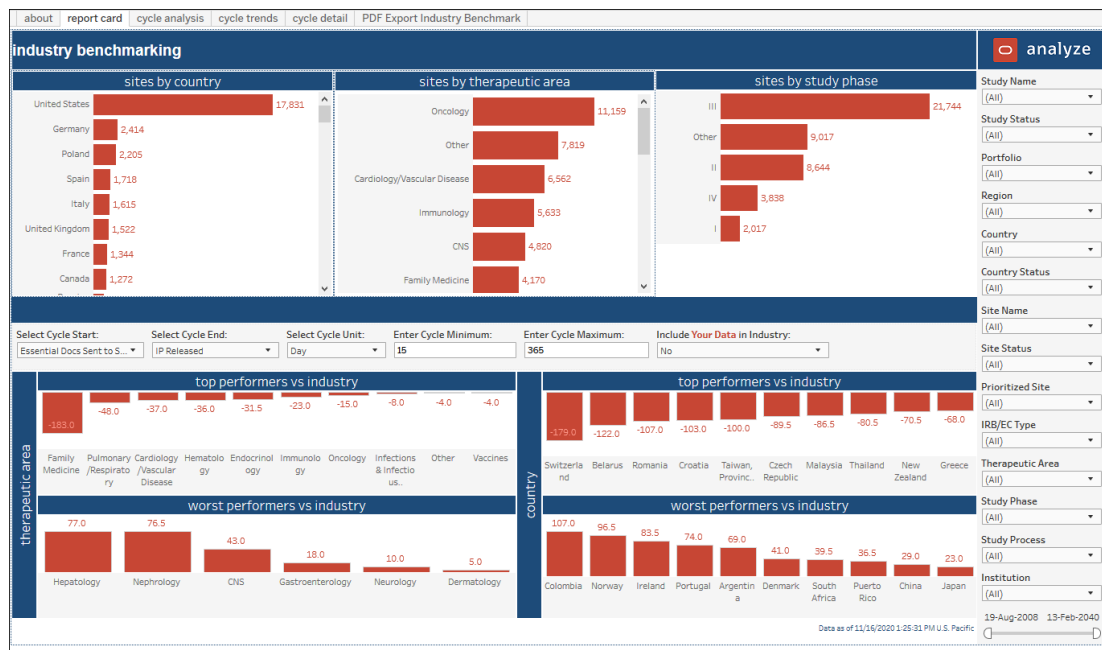 about report card cycle analysis cycle trends cycle detail PDF Export Industry Benchmark
industry benchmarking
analyze
sites by country
United States 17,831
Germany 2,414
Poland 2,205
Spain 1,718
Italy 1,615
United Kingdom 1,522
France 1,344
Canada 1,272
sites by therapeutic area
Oncology 11,159
Other 7,819
Cardiology/Vascular Disease 6,562
Immunology 5,633
CNS 4,820
Family Medicine 4,170
sites by study phase
III 21,744
Other 9,017
II 8,644
IV 3,838
I 2,017
Select Cycle Start: Select Cycle End: Select Cycle Unit: Enter Cycle Minimum: Enter Cycle Maximum: Include Your Data in Industry:
Essential Docs Sent to S... IP Released Day 15 365 No
therapeutic area
top performers vs industry
-183.0 -48.0 -37.0 -36.0 -31.5 -23.0 -15.0 -8.0 -4.0 -4.0
Family Pulmonary Cardiology Hematolo Endocrinol Immunolo Oncology Infections Other Vaccines
Medicine /Respirato /Vascular gy ogy gy & Infectio
ry Disease us..
worst performers vs industry
77.0 76.5 43.0 18.0 10.0 5.0
Hepatology Nephrology CNS Gastroenterology Neurology Dermatology
country
top performers vs industry
-179.0 -122.0 -107.0 -103.0 -100.0 -89.5 -86.5 -80.5 -70.5 -68.0
Switzerla Belarus Romania Croatia Taiwan, Czech Malaysia Thailand New Greece
nd Provinc.. Republic Zealand
worst performers vs industry
107.0 96.5 83.5 74.0 69.0 41.0 39.5 36.5 29.0 23.0
Colombia Norway Ireland Portugal Argentin Denmark South Puerto China Japan
a Africa Rico
Data as of 11/16/2020 1:25:31 PM U.S. Pacific
Study Name
(All)
Study Status
(All)
Portfolio
(All)
Region
(All)
Country
(All)
Country Status
(All)
Site Name
(All)
Site Status
(All)
Prioritized Site
(All)
IRB/EC Type
(All)
Therapeutic Area
(All)
Study Phase
(All)
Study Process
(All)
Institution
(All)
19-Aug-2008 13-Feb-2040